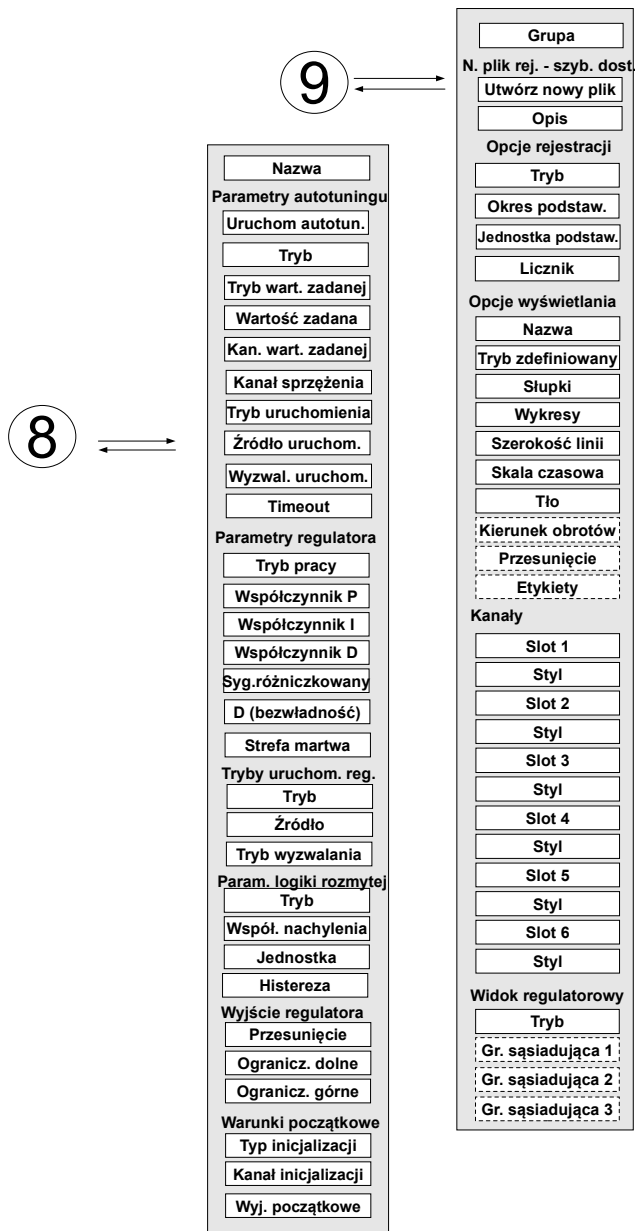 8
Nazwa
Parametry autotuningu
Uruchom autotun.
Tryb
Tryb wart. zadanej
Wartość zadana
Kan. wart. zadanej
Kanał sprzężenia
Tryb uruchomienia
Źródło uruchom.
Wyzwal. uruchom.
Timeout
Parametry regulatora
Tryb pracy
Współczynnik P
Współczynnik I
Współczynnik D
Syg.różniczkowany
D (bezwładność)
Strefa martwa
Tryby uruchom. reg.
Tryb
Źródło
Tryb wyzwalania
Param. logiki rozmytej
Tryb
Współ. nachylenia
Jednostka
Histereza
Wyjście regulatora
Przesunięcie
Ogranicz. dolne
Ogranicz. górne
Warunki początkowe
Typ inicjalizacji
Kanał inicjalizacji
Wyj. początkowe
9
Grupa
N. plik rej. - szyb. dost.
Utwórz nowy plik
Opis
Opcje rejestracji
Tryb
Okres podstaw.
Jednostka podstaw.
Licznik
Opcje wyświetlania
Nazwa
Tryb zdefiniowany
Słupki
Wykresy
Szerokość linii
Skala czasowa
Tło
Kierunek obrotów
Przesunięcie
Etykiety
Kanały
Slot 1
Styl
Slot 2
Styl
Slot 3
Styl
Slot 4
Styl
Slot 5
Styl
Slot 6
Styl
Widok regulatorowy
Tryb
Gr. sąsiadująca 1
Gr. sąsiadująca 2
Gr. sąsiadująca 3